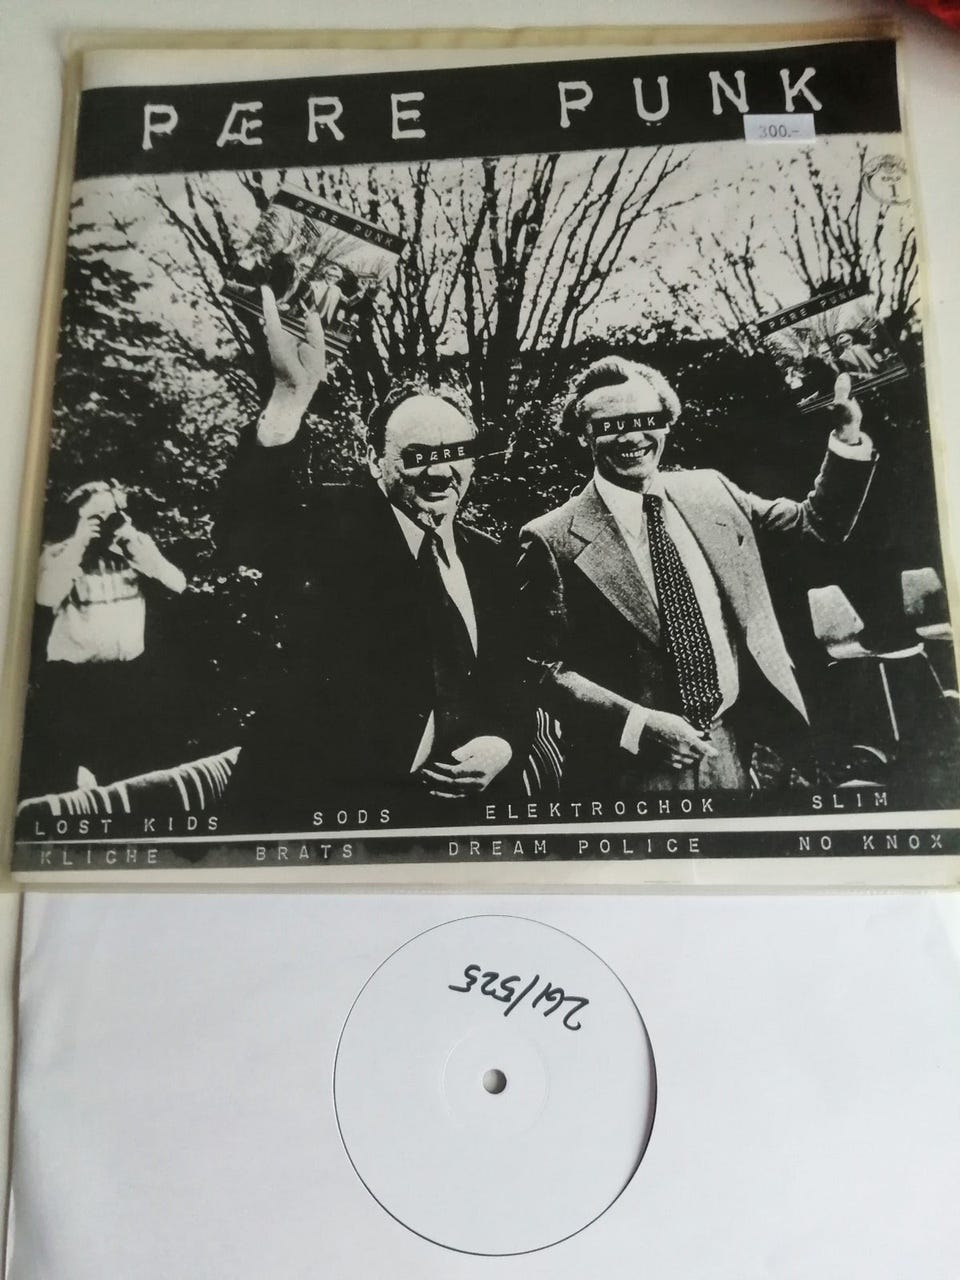 PÆRE PUNK
300.-
1
PÆRE PUNK
PÆRE PUNK
PUNK
PÆRE
LOST KIDS SODS ELEKTROCHOK SLIM
KLICHE BRATS DREAM POLICE NO KNOX
261/525